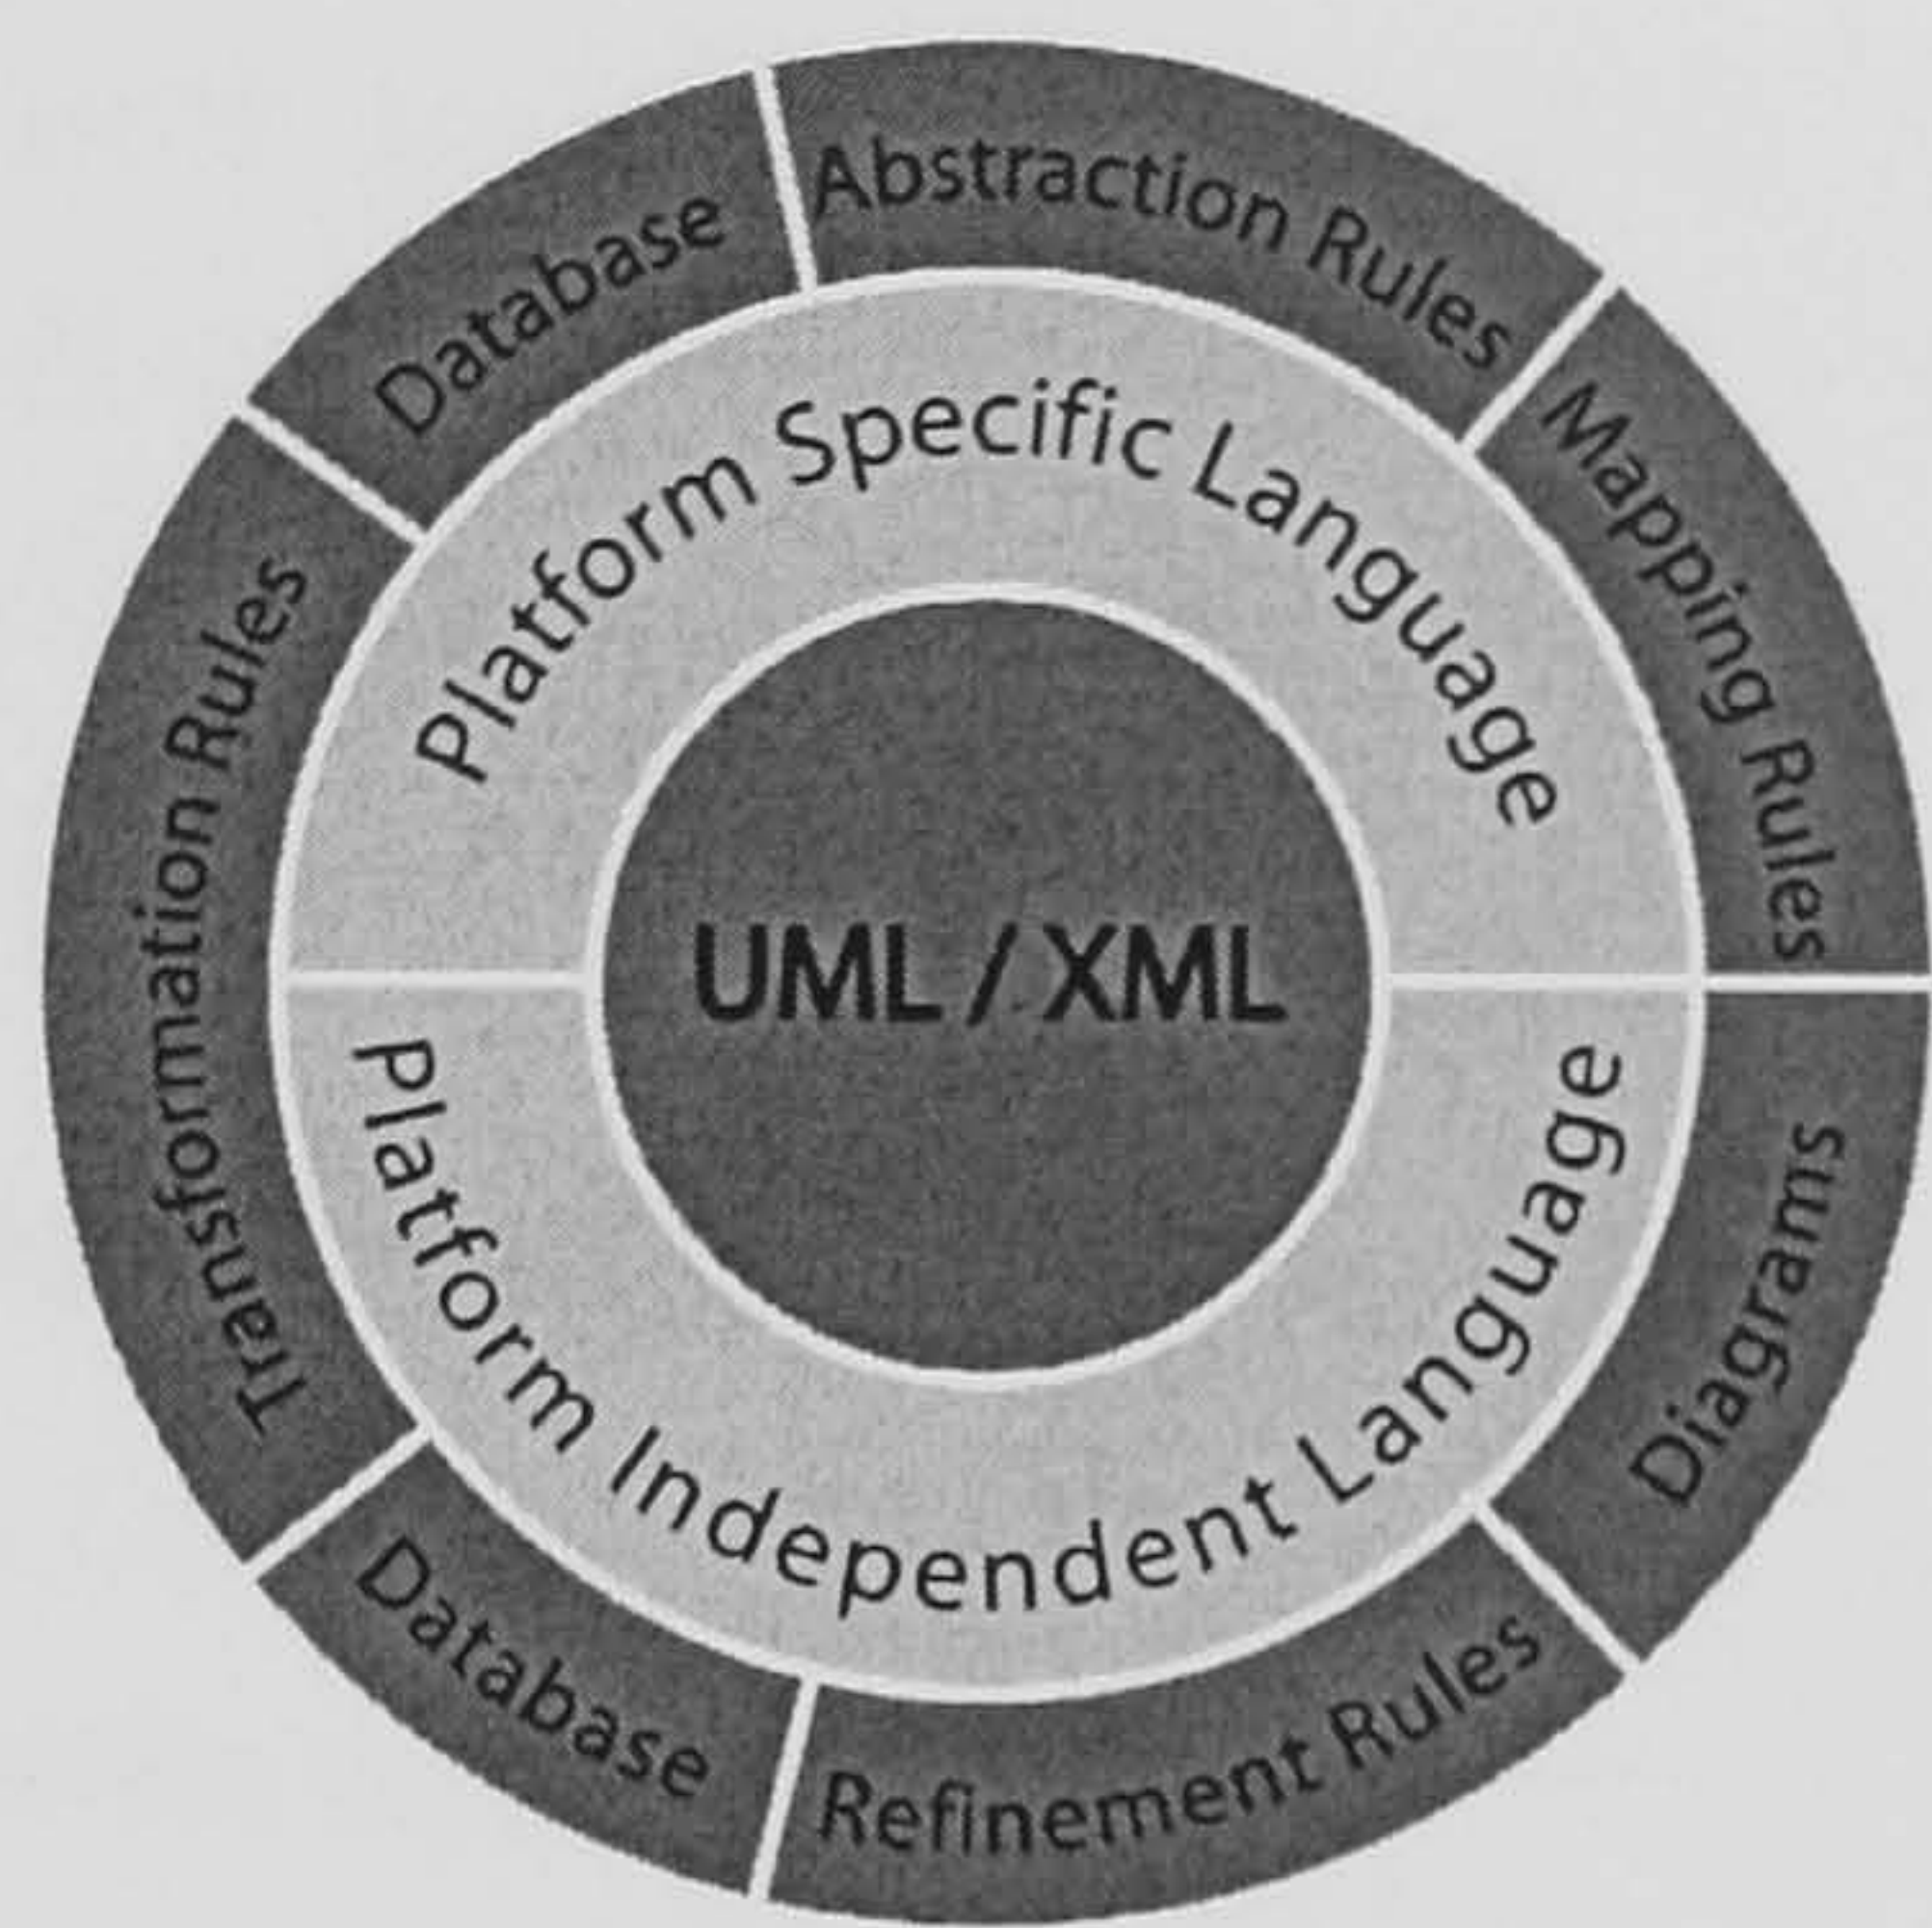 Abstraction Rules
Mapping Rules
Diagrams
Refinement Rules
Database
Transformation Rules
Database
Platform Specific Language
Platform Independent Language
UML / XML